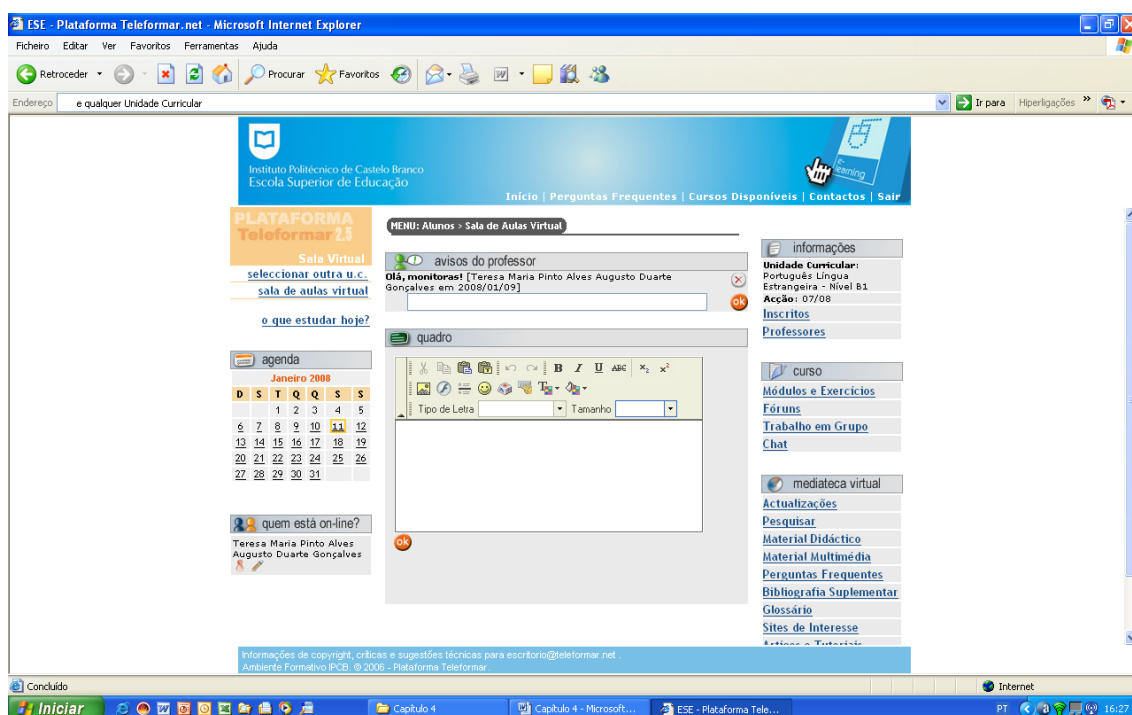 ESE - Plataforma Teleformar.net - Microsoft Internet Explorer
Ficheiro Editar Ver Favoritos Ferramentas Ajuda
Retroceder Procurar Favoritos
Endereço e qualquer Unidade Curricular Ir para Hiperligações »
Instituto Politécnico de Castelo Branco
Escola Superior de Educação
e-learning
Início | Perguntas Frequentes | Cursos Disponíveis | Contactos | Sair
PLATAFORMA
Teleformar 2.5
Sala Virtual
seleccionar outra u.c.
sala de aulas virtual
o que estudar hoje?
agenda
Janeiro 2008
D S T Q Q S S
1 2 3 4 5
6 7 8 9 10 11 12
13 14 15 16 17 18 19
20 21 22 23 24 25 26
27 28 29 30 31
quem está on-line?
Teresa Maria Pinto Alves
Augusto Duarte Gonçalves
MENU: Alunos > Sala de Aulas Virtual
avisos do professor
Olá, monitoras! [Teresa Maria Pinto Alves Augusto Duarte
Gonçalves em 2008/01/09]
ok
quadro
B I U ABC x₂ x²
Tipo de Letra Tamanho
ok
informações
Unidade Curricular:
Português Língua
Estrangeira - Nível B1
Acção: 07/08
Inscritos
Professores
curso
Módulos e Exercícios
Fóruns
Trabalho em Grupo
Chat
mediateca virtual
Actualizações
Pesquisar
Material Didáctico
Material Multimédia
Perguntas Frequentes
Bibliografia Suplementar
Glossário
Sites de Interesse
Artigos e Tutoriais
Informações de copyright, críticas e sugestões técnicas para escritorio@teleformar.net .
Ambiente Formativo IPCB. © 2006 - Plataforma Teleformar.
Concluído Internet
Iniciar Capítulo 4 Capítulo 4 - Microsoft... ESE - Plataforma Tele... PT 16:27